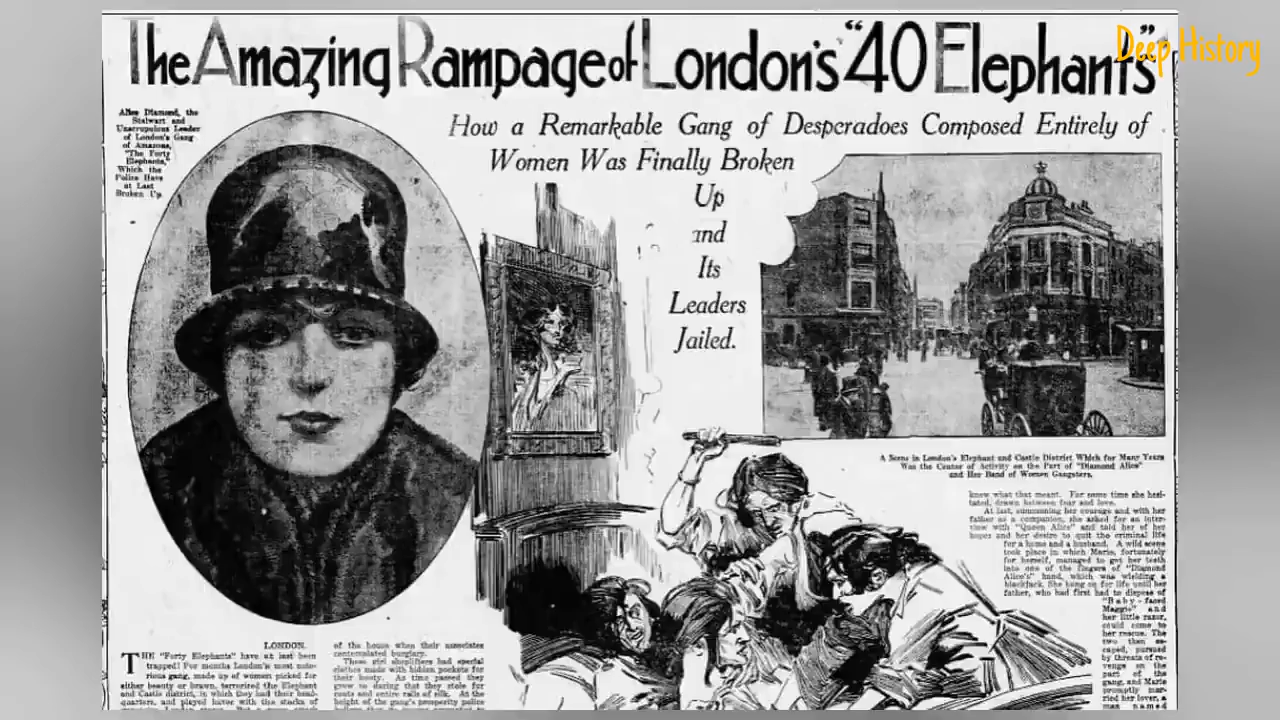 The Amazing Rampage of London's "40 Elephants"
Deep History
Alice Diamond, the
Stalwart and
Unscrupulous Leader
of London's Gang
of Amazons,
"The Forty
Elephants,"
Which the
Police Have
at Last
Broken Up.
How a Remarkable Gang of Desperadoes Composed Entirely of
Women Was Finally Broken
Up
and
Its
Leaders
Jailed.
A Scene in London's Elephant and Castle District Which for Many Years
Was the Center of Activity on the Part of "Diamond Alice"
and Her Band of Women Gangsters.
knew what that meant. For some time she hesi-
tated, drawn between fear and love.
At last, summoning her courage and with her
father as a companion, she asked for an inter-
view with "Queen Alice" and told her of her
hopes and her desire to quit the criminal life
for a home and a husband. A wild scene
took place in which Marie, fortunately
for herself, managed to get her teeth
into one of the fingers of "Diamond
Alice's" hand, which was wielding a
blackjack. She hung on for life until her
father, who had first had to dispose of
"Baby-faced
Maggie" and
her little razor,
could come to
her rescue. The
two then es-
caped, pursued
by threats of re-
venge on the
part of the
gang, and Marie
promptly mar-
ried her lover, a
man named
LONDON.
THE "Forty Elephants" have at last been
trapped! For months London's most noto-
rious gang, made up of women picked for
either beauty or brawn, terrorized the Elephant
and Castle district, in which they had their head-
quarters, and played havoc with the stocks of
of the house when their associates
contemplated burglary.
These girl shoplifters had special
clothes made with hidden pockets for
their booty. As time passed they
grew so daring that they stole fur
coats and entire rolls of silk. At the
height of the gang's prosperity police